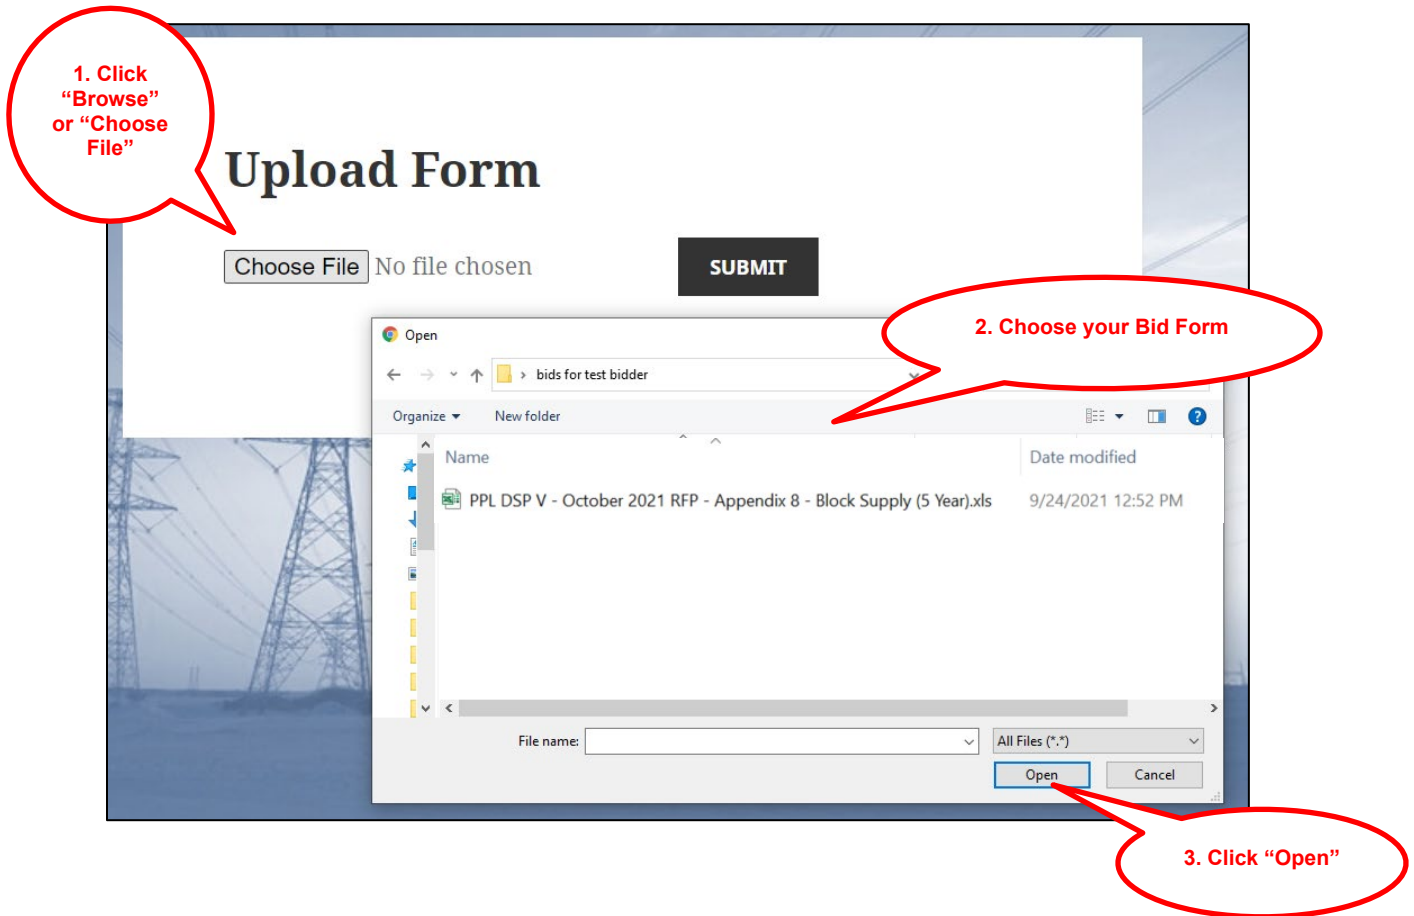 1. Click
“Browse”
or “Choose
File”
Upload Form
Choose File No file chosen
SUBMIT
2. Choose your Bid Form
Open
bids for test bidder
Organize
New folder
Name
Date modified
PPL DSP V - October 2021 RFP - Appendix 8 - Block Supply (5 Year).xls
9/24/2021 12:52 PM
File name:
All Files (*.*)
Open
Cancel
3. Click “Open”